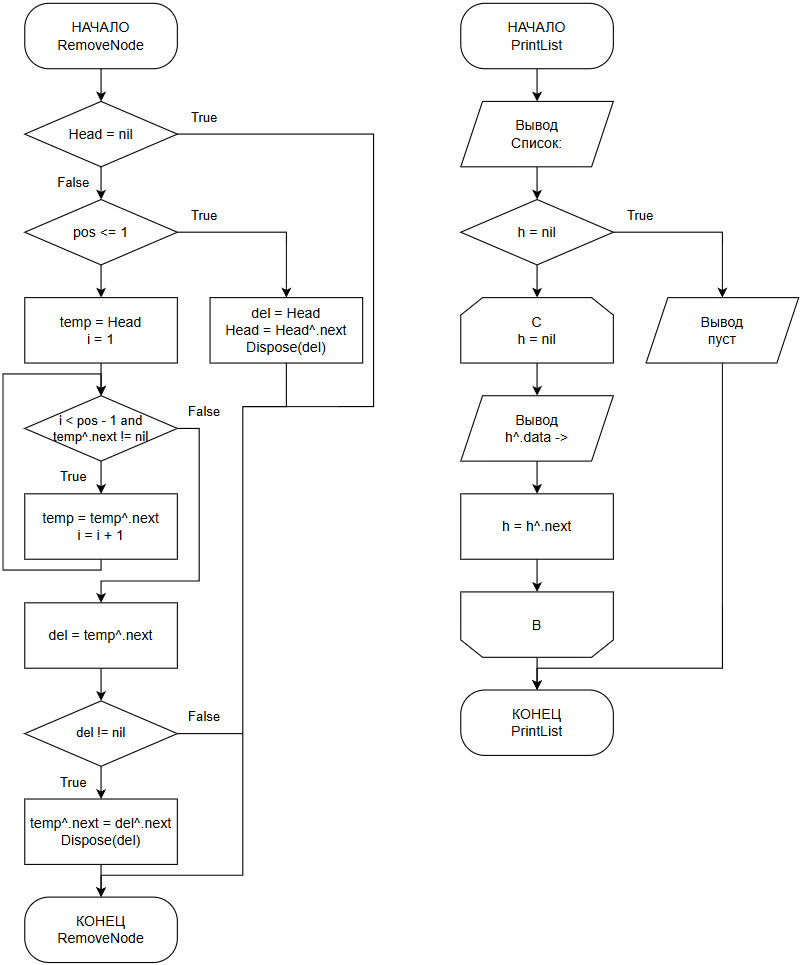 НАЧАЛО
RemoveNode
Head = nil
True
False
pos <= 1
True
temp = Head
i = 1
del = Head
Head = Head^.next
Dispose(del)
i < pos - 1 and
temp^.next != nil
False
True
temp = temp^.next
i = i + 1
del = temp^.next
del != nil
False
True
temp^.next = del^.next
Dispose(del)
КОНЕЦ
RemoveNode
НАЧАЛО
PrintList
Вывод
Список:
h = nil
True
C
h = nil
Вывод
пуст
Вывод
h^.data ->
h = h^.next
B
КОНЕЦ
PrintList